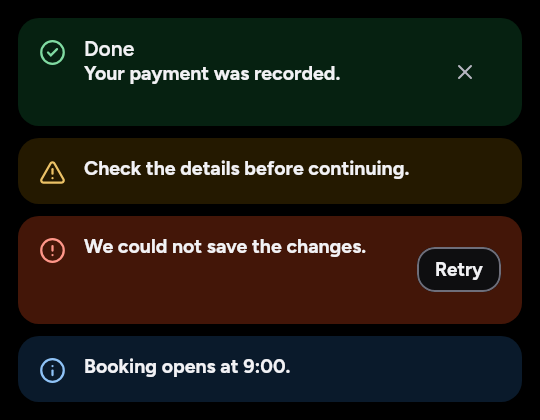 Done
Your payment was recorded.
Check the details before continuing.
We could not save the changes.
Retry
Booking opens at 9:00.